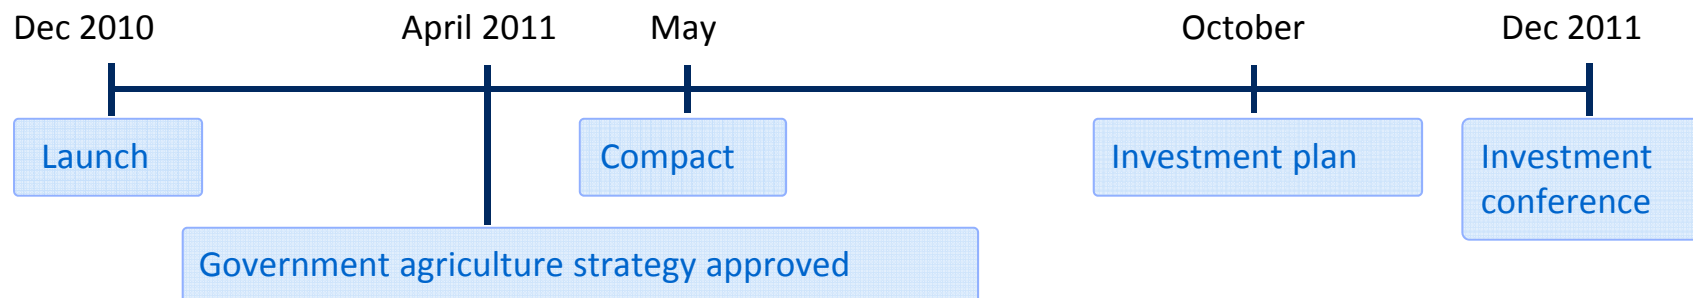 Dec 2010 April 2011 May October Dec 2011
Launch Compact Investment plan Investment
conference
Government agriculture strategy approved